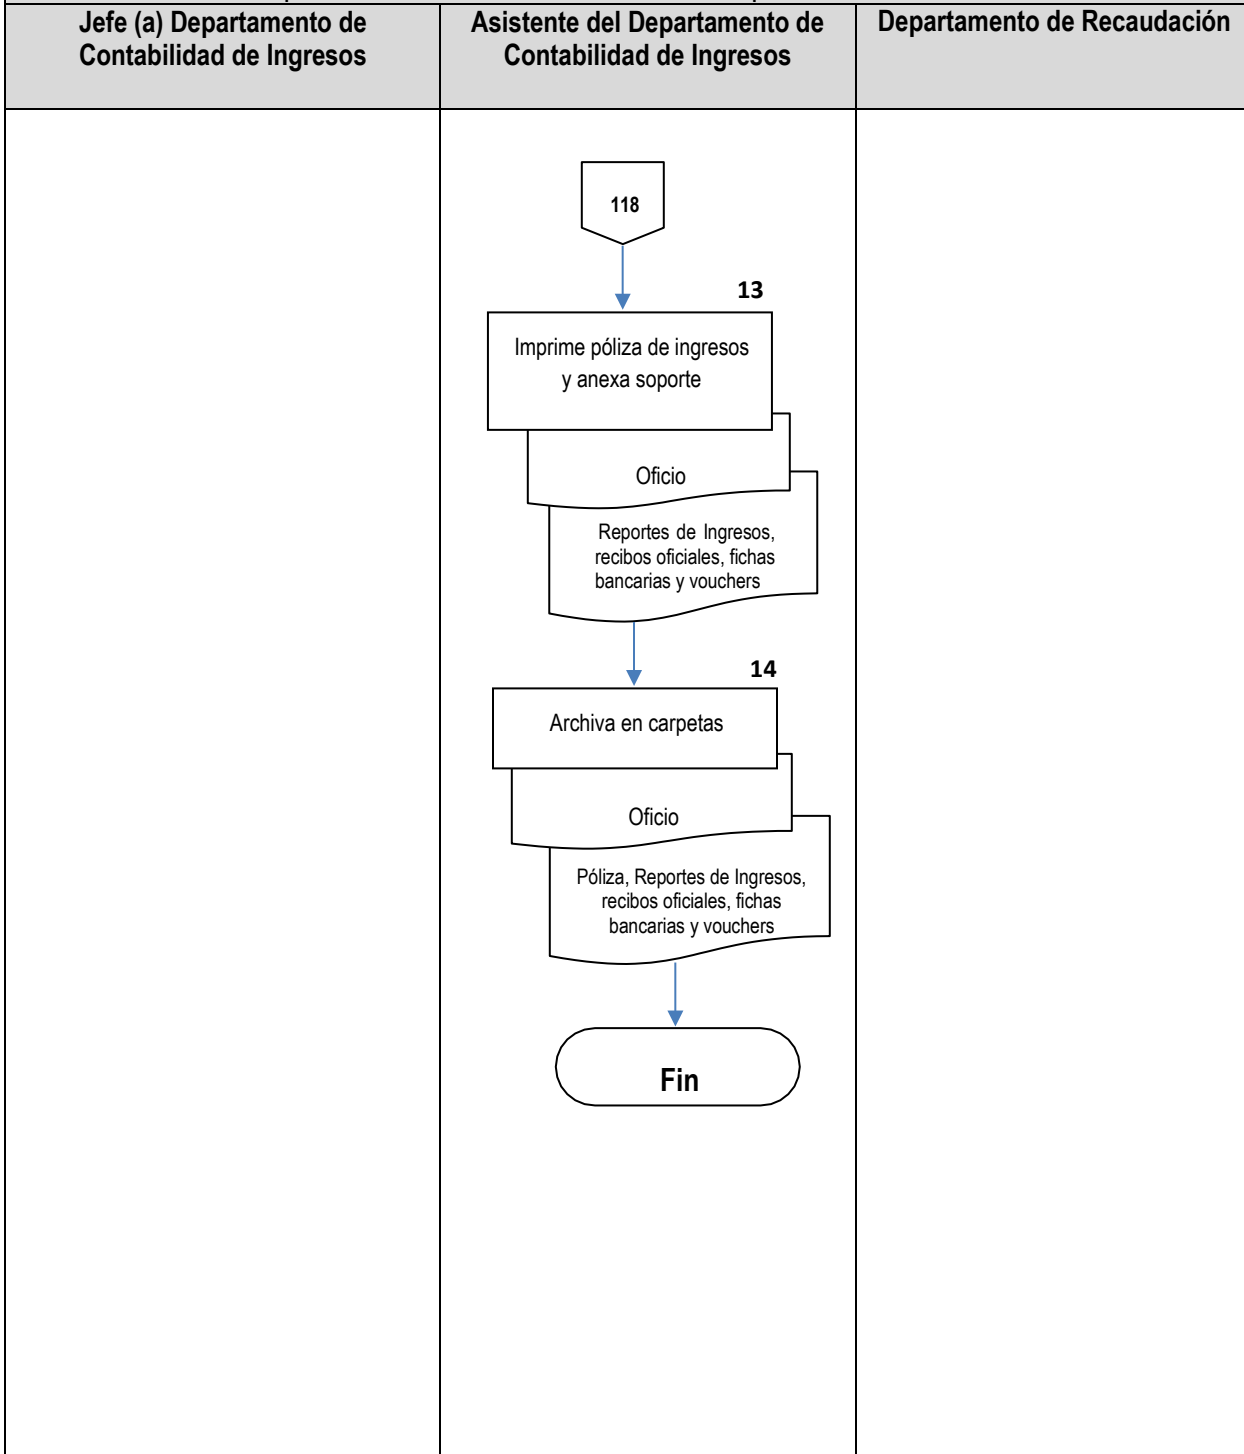 Jefe (a) Departamento de
Contabilidad de Ingresos
Asistente del Departamento de
Contabilidad de Ingresos
Departamento de Recaudación
118
13
Imprime póliza de ingresos
y anexa soporte
Oficio
Reportes de Ingresos,
recibos oficiales, fichas
bancarias y vouchers
14
Archiva en carpetas
Oficio
Póliza, Reportes de Ingresos,
recibos oficiales, fichas
bancarias y vouchers
Fin